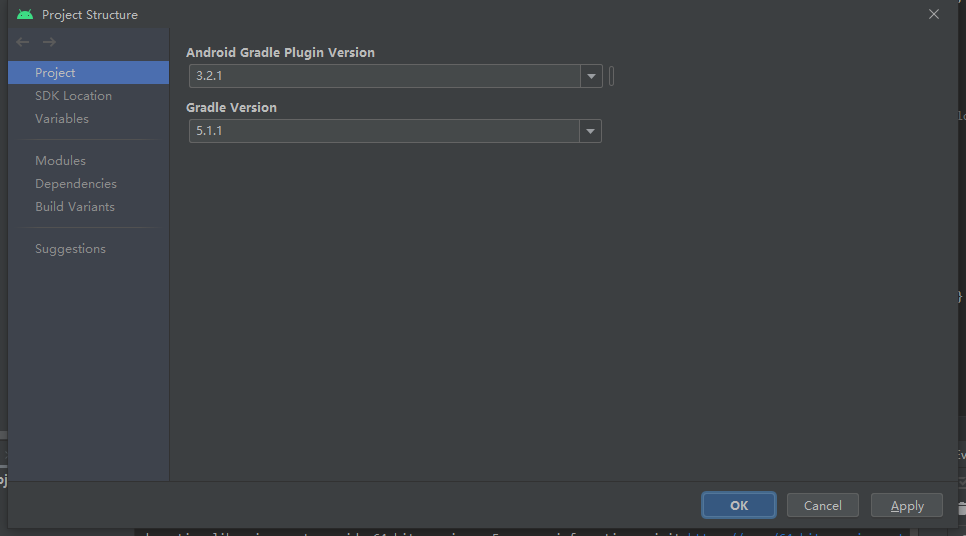 Project Structure
Project
SDK Location
Variables
Modules
Dependencies
Build Variants
Suggestions
Android Gradle Plugin Version
3.2.1
Gradle Version
5.1.1
OK
Cancel
Apply